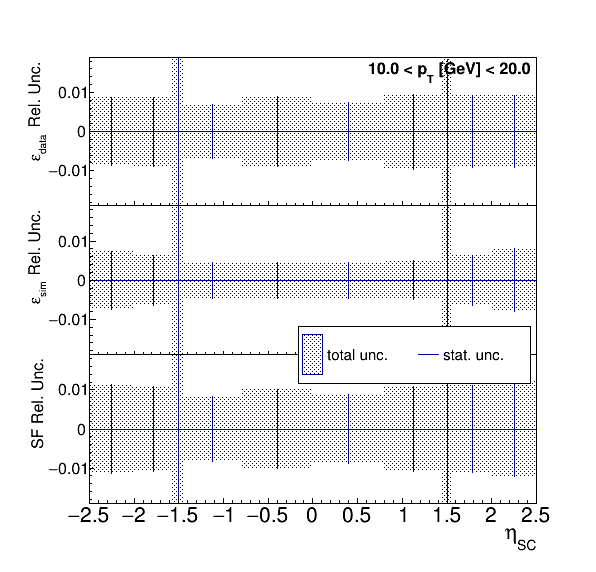 10.0 < p_T [GeV] < 20.0
ε_data Rel. Unc.
0.01
0
−0.01
ε_sim Rel. Unc.
0.01
0
−0.01
total unc.
stat. unc.
SF Rel. Unc.
0.01
0
−0.01
−2.5 −2 −1.5 −1 −0.5 0 0.5 1 1.5 2 2.5
η_SC